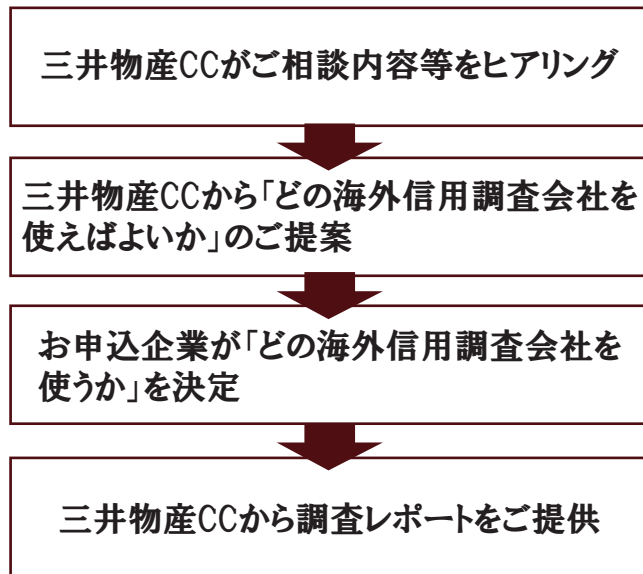 三井物産CCがご相談内容等をヒアリング
三井物産CCから「どの海外信用調査会社を
使えばよいか」のご提案
お申込企業が「どの海外信用調査会社を
使うか」を決定
三井物産CCから調査レポートをご提供